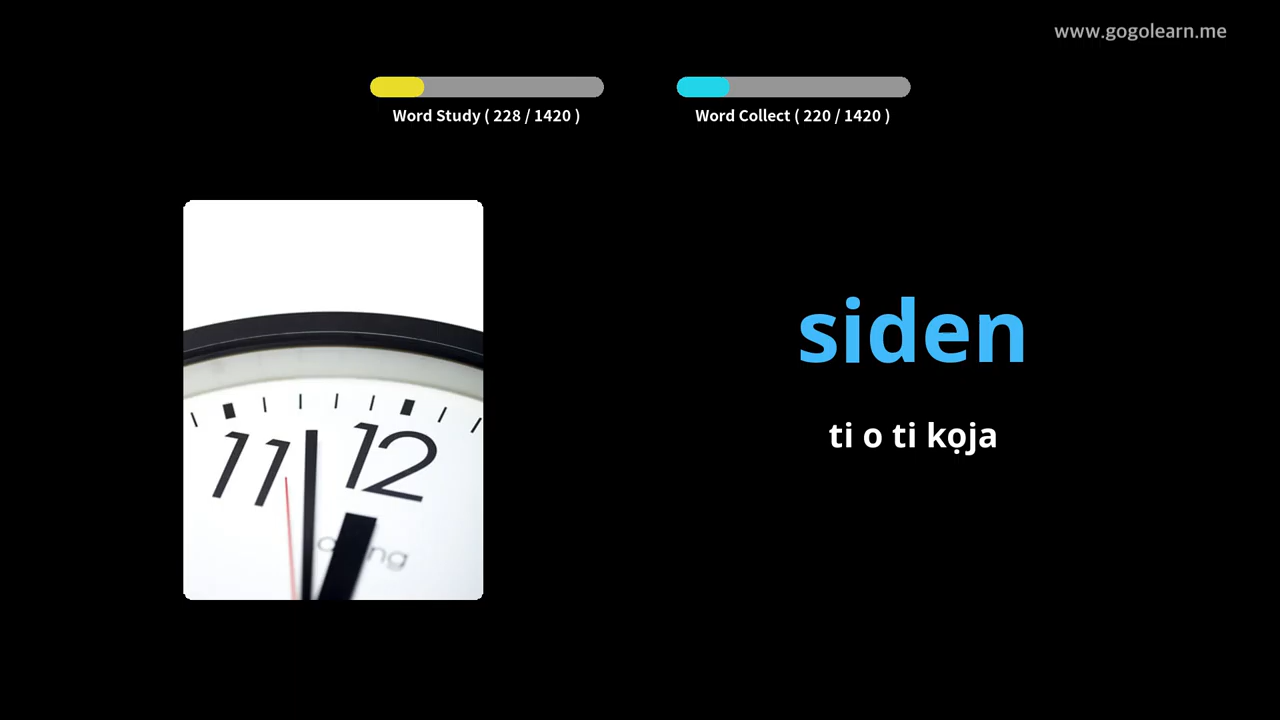 www.gogolearn.me
Word Study ( 228 / 1420 )
Word Collect ( 220 / 1420 )
siden
ti o ti kọja
11
12